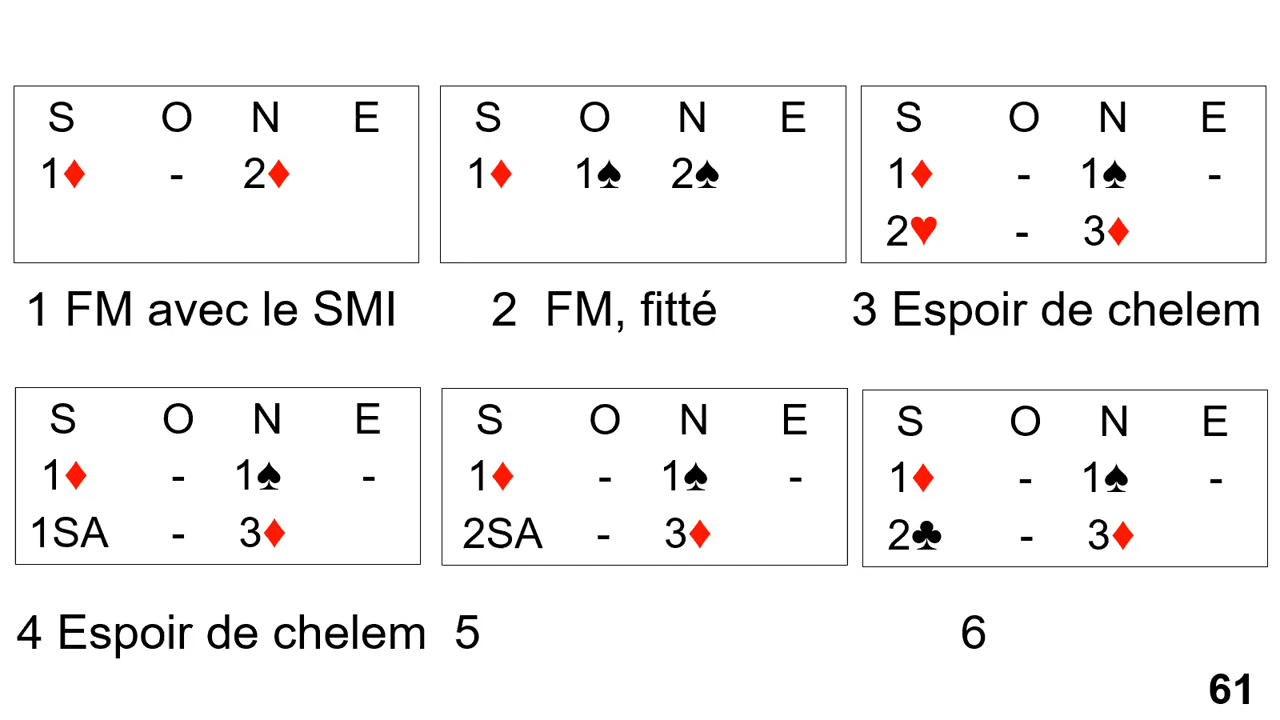 S O N E
1♦ - 2♦
1 FM avec le SMI
S O N E
1♦ 1♠ 2♠
2 FM, fitté
S O N E
1♦ - 1♠ -
2♥ - 3♦
3 Espoir de chelem
S O N E
1♦ - 1♠ -
1SA - 3♦
4 Espoir de chelem
S O N E
1♦ - 1♠ -
2SA - 3♦
5
S O N E
1♦ - 1♠ -
2♣ - 3♦
6
61